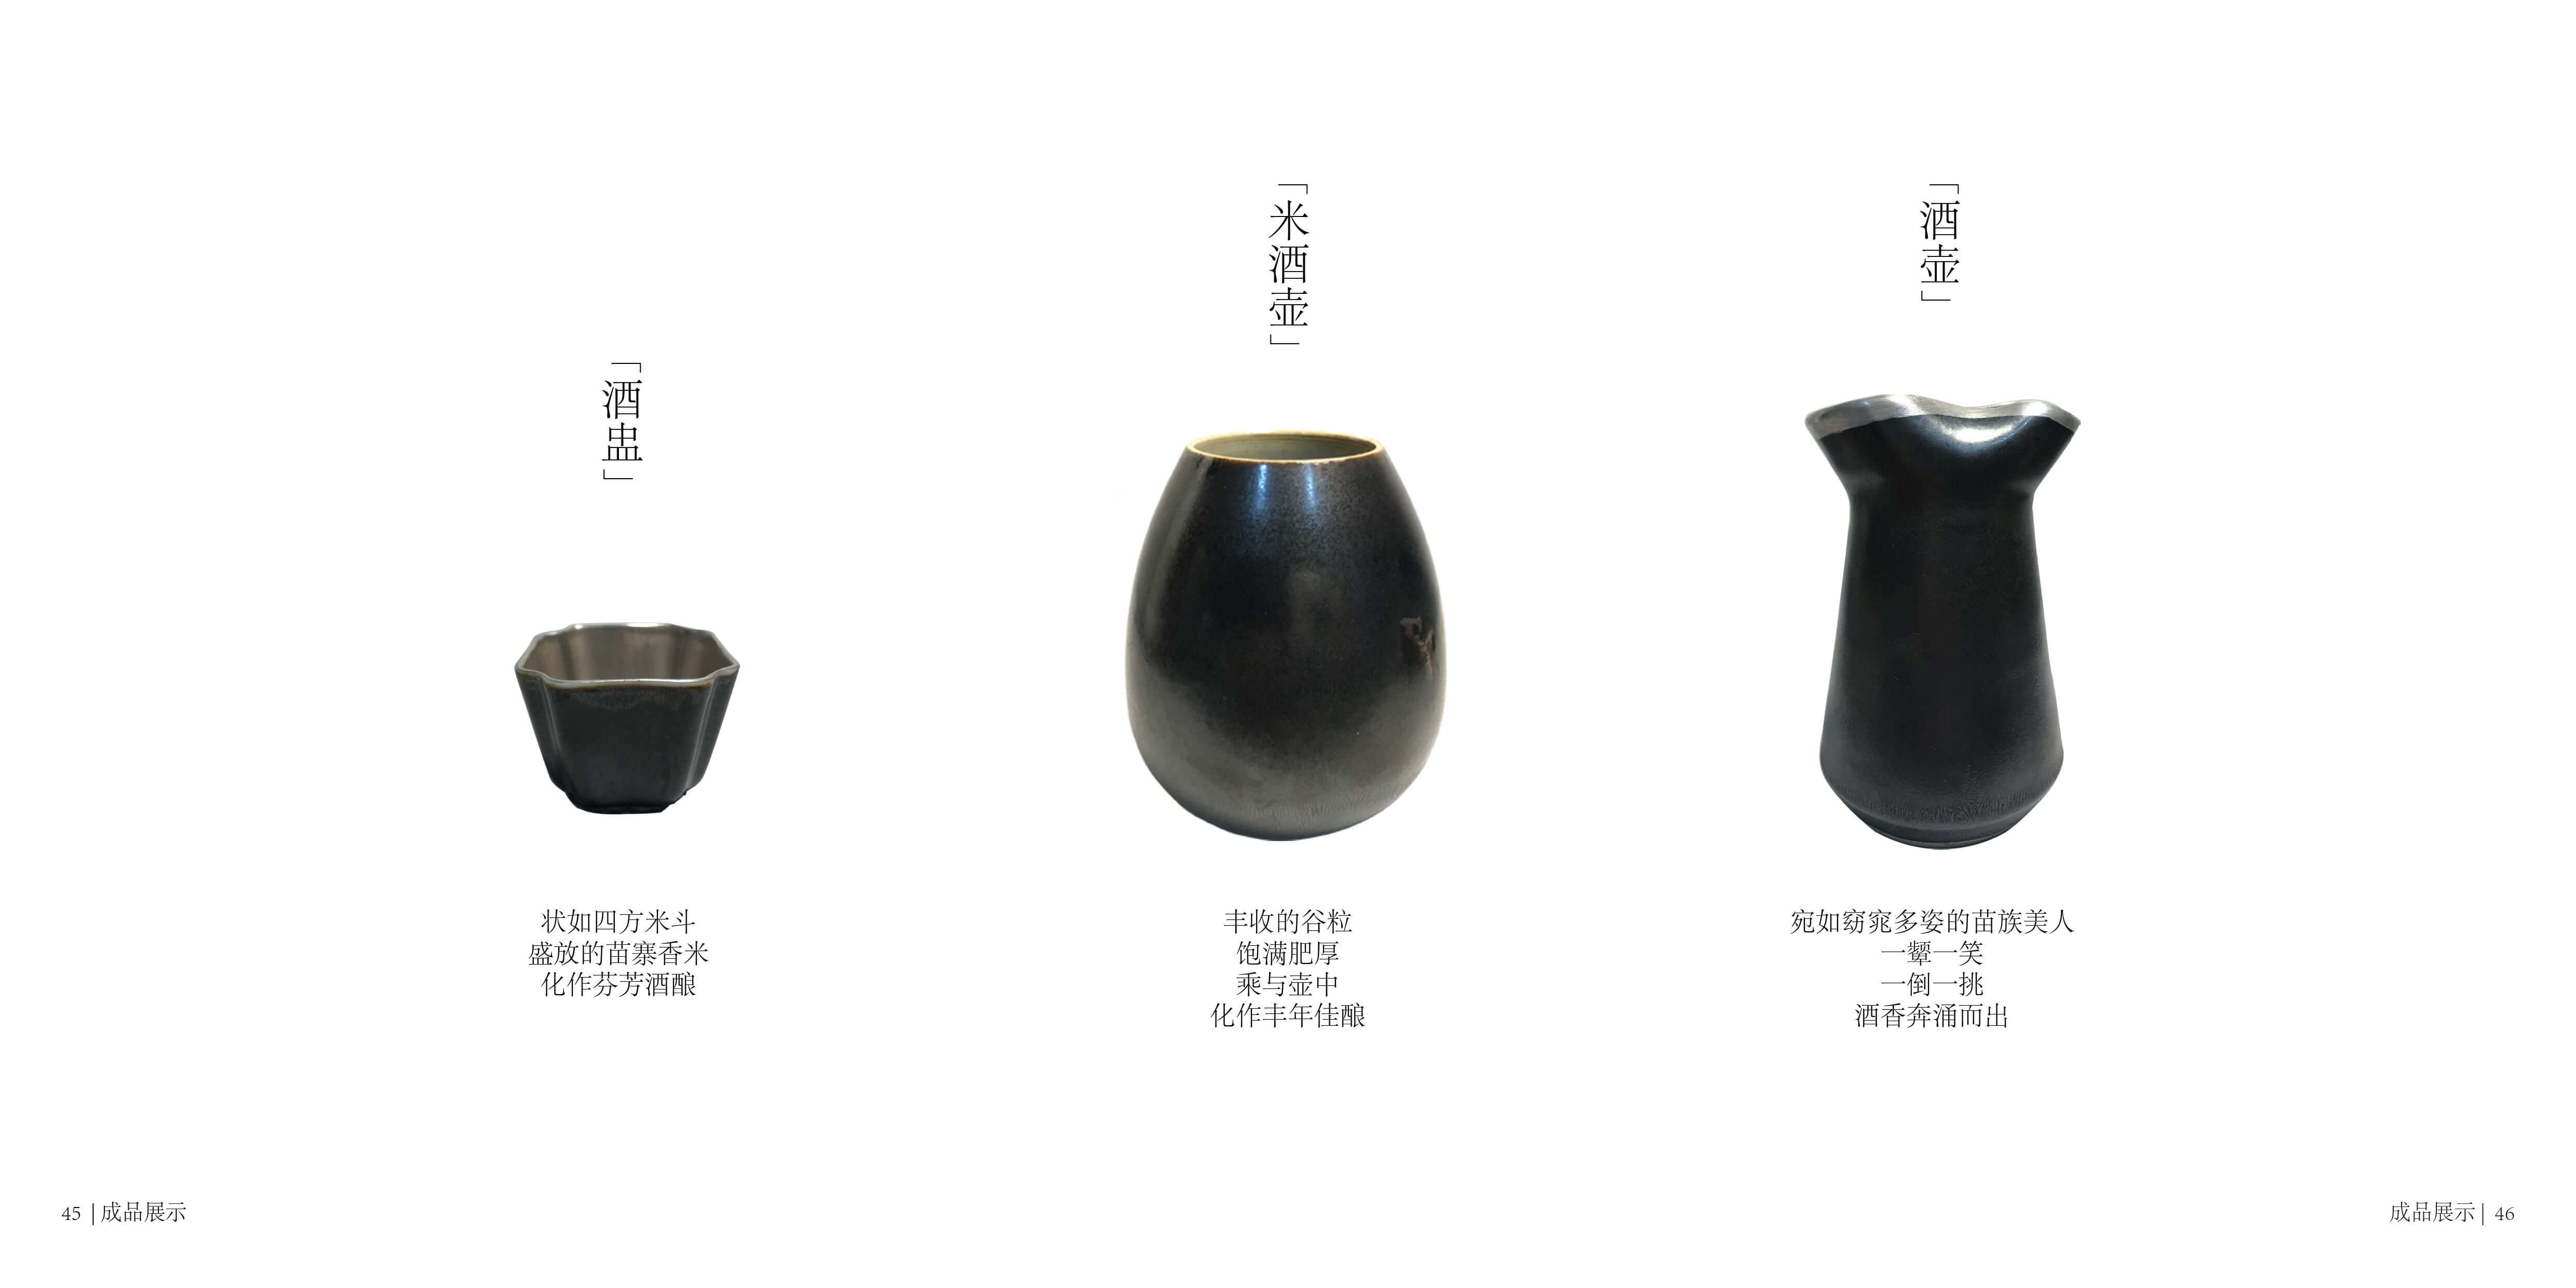 「酒盅」
状如四方米斗
盛放的苗寨香米
化作芬芳酒酿
「米酒壶」
丰收的谷粒
饱满肥厚
乘与壶中
化作丰年佳酿
「酒壶」
宛如窈窕多姿的苗族美人
一颦一笑
一倒一挑
酒香奔涌而出
45 | 成品展示
成品展示 | 46